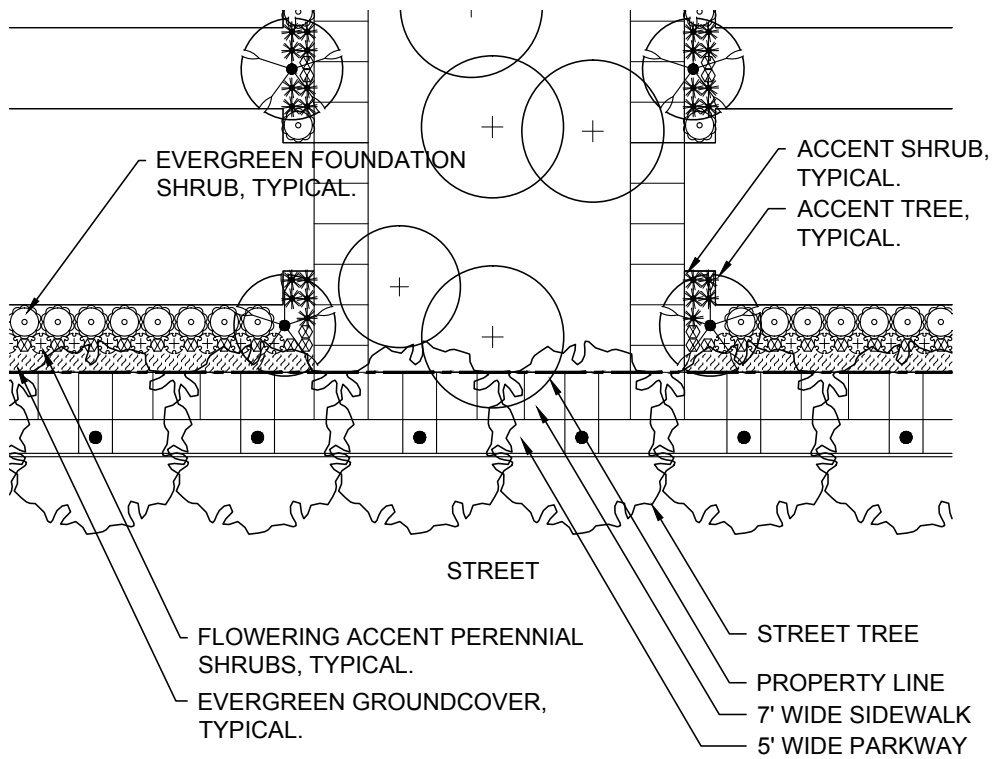 EVERGREEN FOUNDATION
SHRUB, TYPICAL.
ACCENT SHRUB,
TYPICAL.
ACCENT TREE,
TYPICAL.
STREET
FLOWERING ACCENT PERENNIAL
SHRUBS, TYPICAL.
EVERGREEN GROUNDCOVER,
TYPICAL.
STREET TREE
PROPERTY LINE
7' WIDE SIDEWALK
5' WIDE PARKWAY